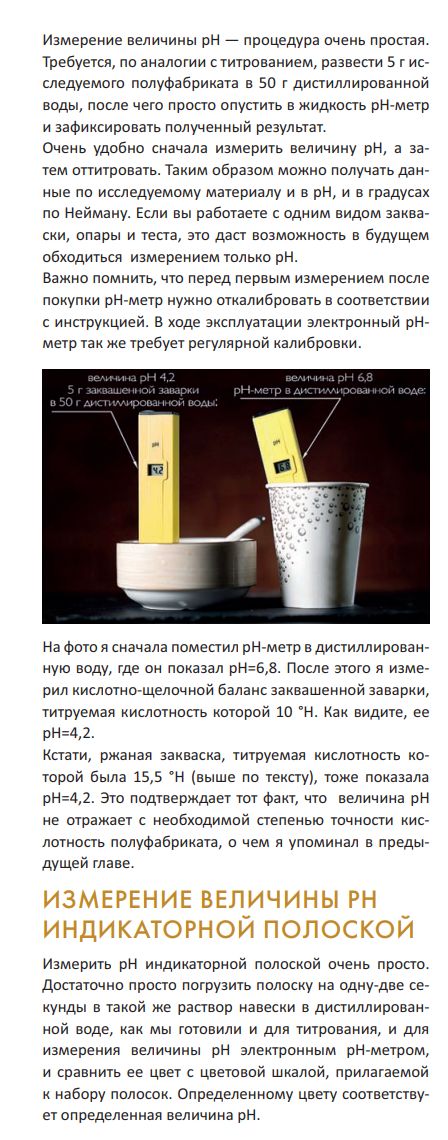 Измерение величины pH — процедура очень простая.
Требуется, по аналогии с титрованием, развести 5 г ис-
следуемого полуфабриката в 50 г дистиллированной
воды, после чего просто опустить в жидкость pH-метр
и зафиксировать полученный результат.
Очень удобно сначала измерить величину pH, а за-
тем оттитровать. Таким образом можно получать дан-
ные по исследуемому материалу и в pH, и в градусах
по Нейману. Если вы работаете с одним видом заква-
ски, опары и теста, это даст возможность в будущем
обходиться  измерением только pH.
Важно помнить, что перед первым измерением после
покупки pH-метр нужно откалибровать в соответствии
с инструкцией. В ходе эксплуатации электронный pH-
метр так же требует регулярной калибровки.
величина pH 4,2
5 г заквашенной заварки
в 50 г дистиллированной воды:
величина pH 6,8
pH-метр в дистиллированной воде:
pH
4.2
pH
6.8
На фото я сначала поместил pH-метр в дистиллирован-
ную воду, где он показал pH=6,8. После этого я изме-
рил кислотно-щелочной баланс заквашенной заварки,
титруемая кислотность которой 10 °Н. Как видите, ее
pH=4,2.
Кстати, ржаная закваска, титруемая кислотность ко-
торой была 15,5 °Н (выше по тексту), тоже показала
pH=4,2. Это подтверждает тот факт, что  величина pH
не отражает с необходимой степенью точности кис-
лотность полуфабриката, о чем я упоминал в преды-
дущей главе.
ИЗМЕРЕНИЕ ВЕЛИЧИНЫ PH
ИНДИКАТОРНОЙ ПОЛОСКОЙ
Измерить pH индикаторной полоской очень просто.
Достаточно просто погрузить полоску на одну-две се-
кунды в такой же раствор навески в дистиллирован-
ной воде, как мы готовили и для титрования, и для
измерения величины pH электронным pH-метром,
и сравнить ее цвет с цветовой шкалой, прилагаемой
к набору полосок. Определенному цвету соответству-
ет определенная величина pH.